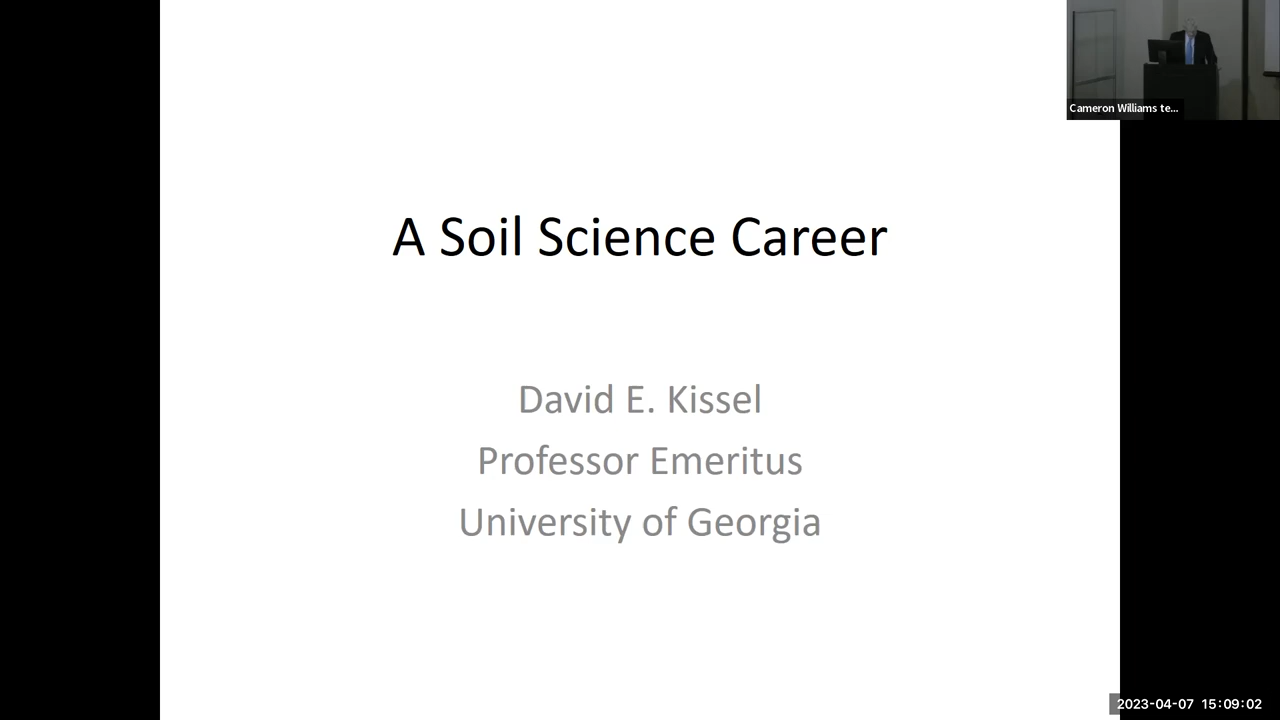 Cameron Williams te...
A Soil Science Career
David E. Kissel
Professor Emeritus
University of Georgia
2023-04-07 15:09:02